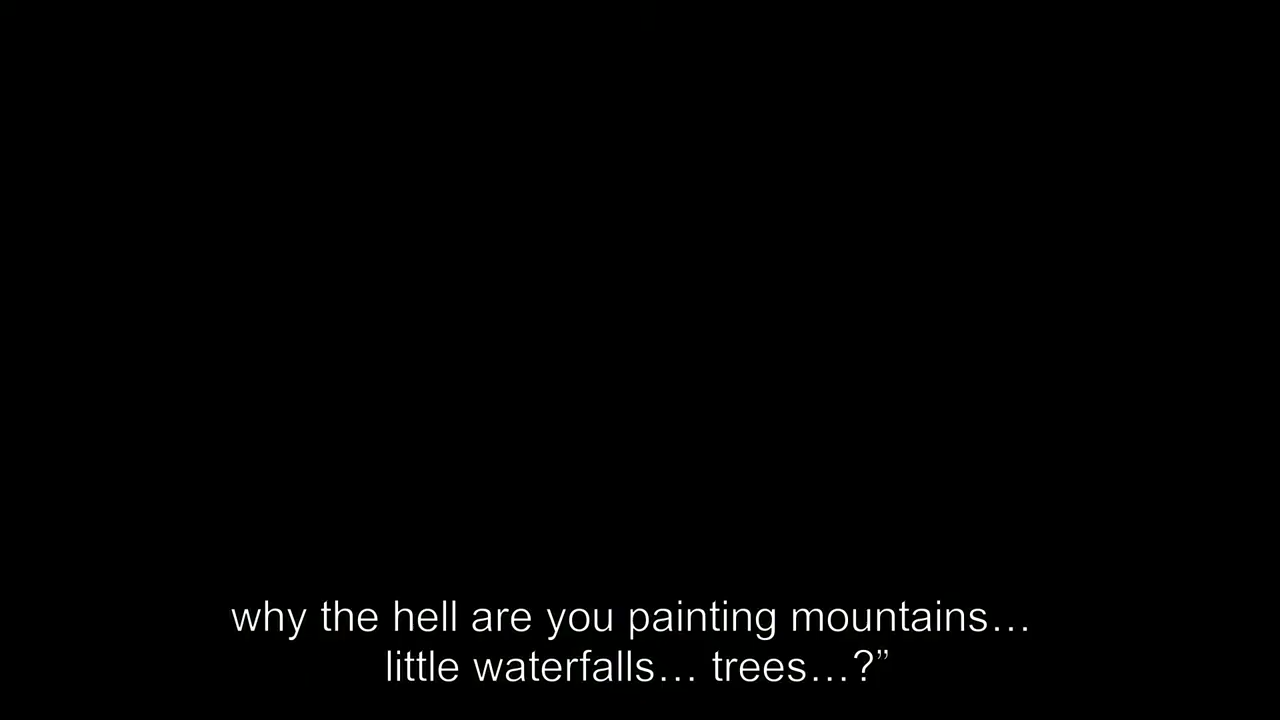 why the hell are you painting mountains…
little waterfalls… trees…?”